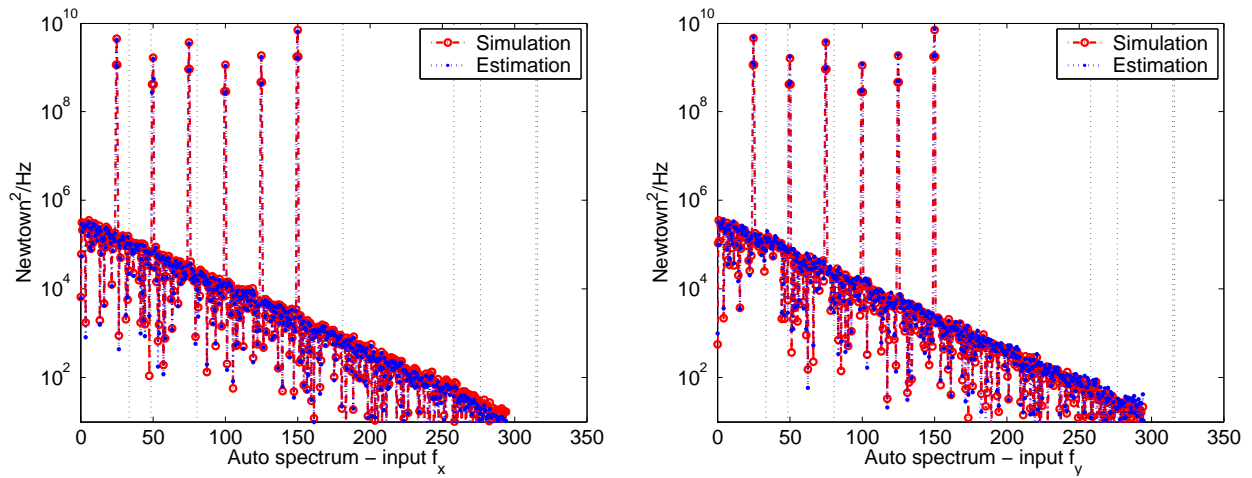 10^10
10^8
10^6
10^4
10^2
Newtown^2/Hz
Simulation
Estimation
0 50 100 150 200 250 300 350
Auto spectrum − input f_x
10^10
10^8
10^6
10^4
10^2
Newtown^2/Hz
Simulation
Estimation
0 50 100 150 200 250 300 350
Auto spectrum − input f_y